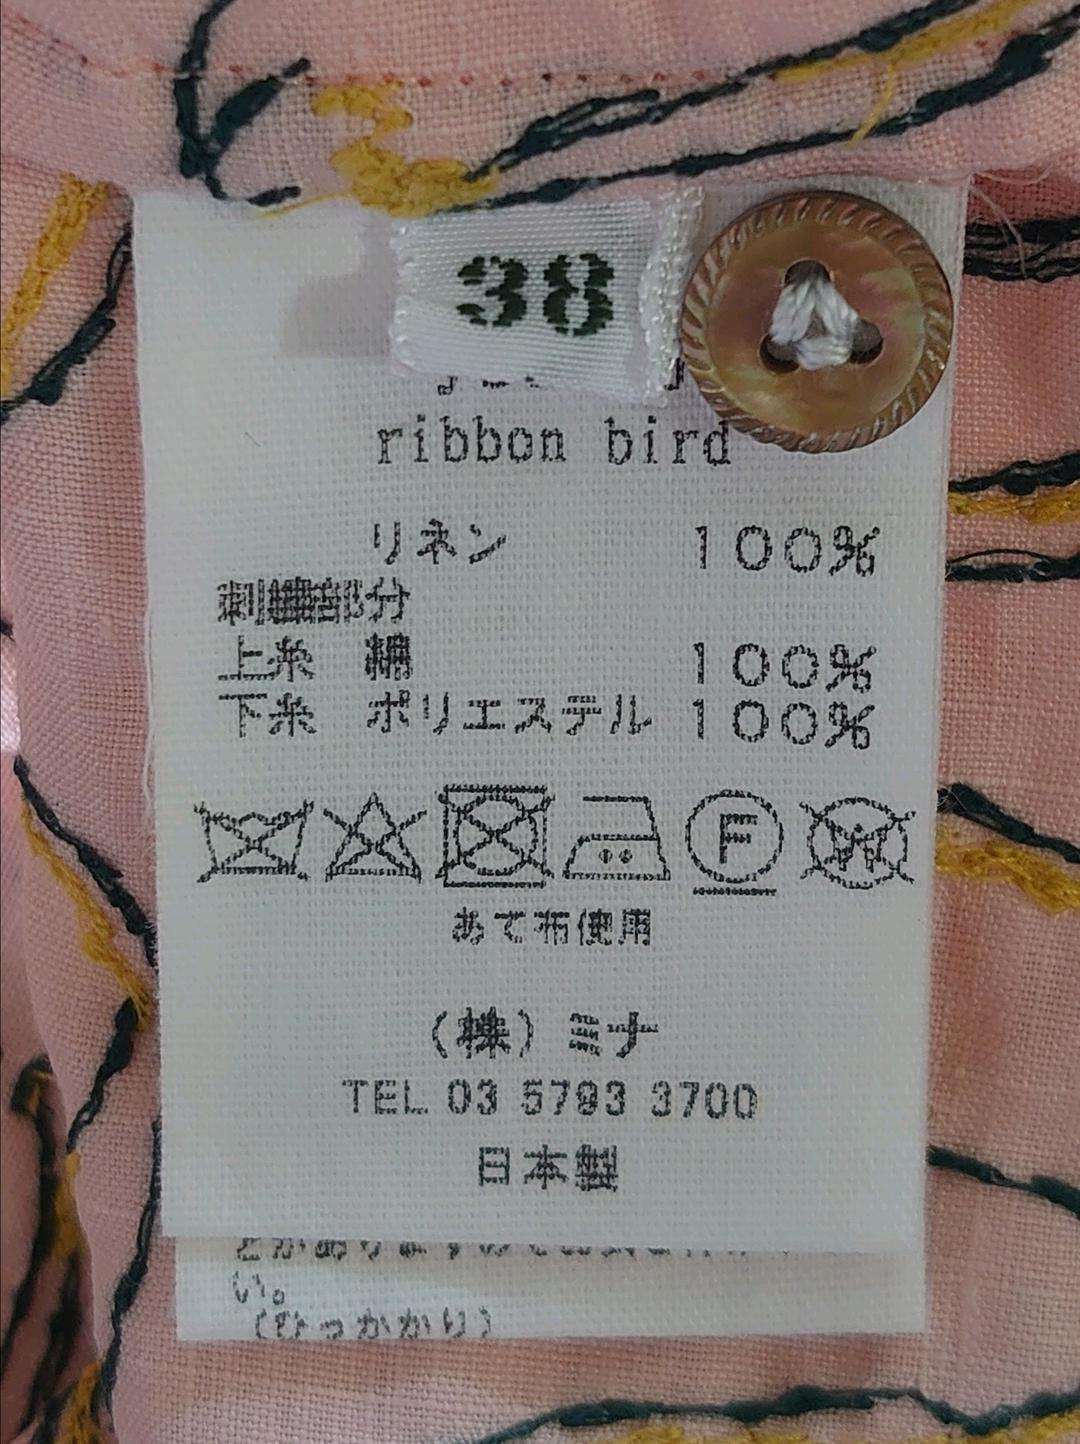 38
ribbon bird
リネン 100%
刺繍部分
上糸 綿 100%
下糸 ポリエステル 100%
F
W
あて布使用
(株)ミナ
TEL 03 5793 3700
日本製
い。
(ひっかかり)